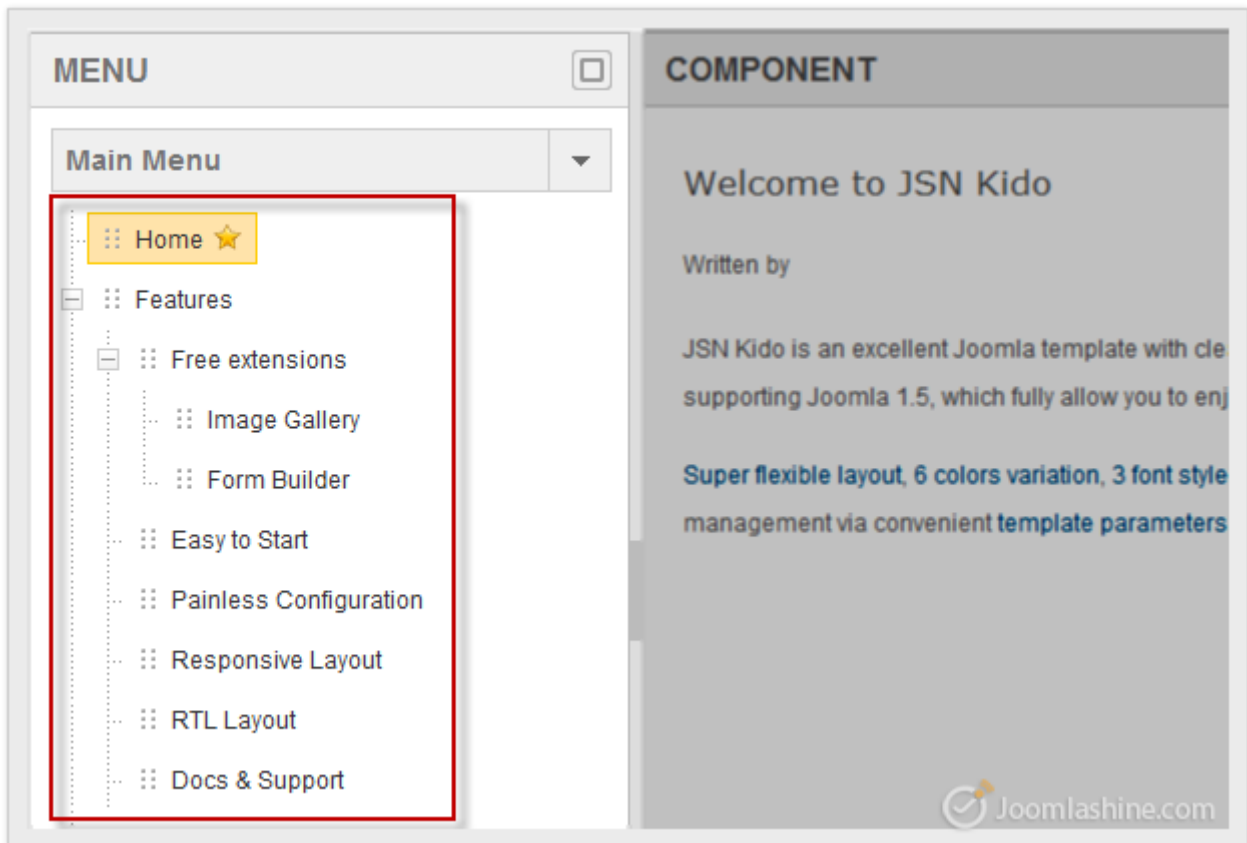 MENU
Main Menu
Home
Features
Free extensions
Image Gallery
Form Builder
Easy to Start
Painless Configuration
Responsive Layout
RTL Layout
Docs & Support
COMPONENT
Welcome to JSN Kido
Written by
JSN Kido is an excellent Joomla template with cle
supporting Joomla 1.5, which fully allow you to enj
Super flexible layout, 6 colors variation, 3 font style
management via convenient template parameters
Joomlashine.com